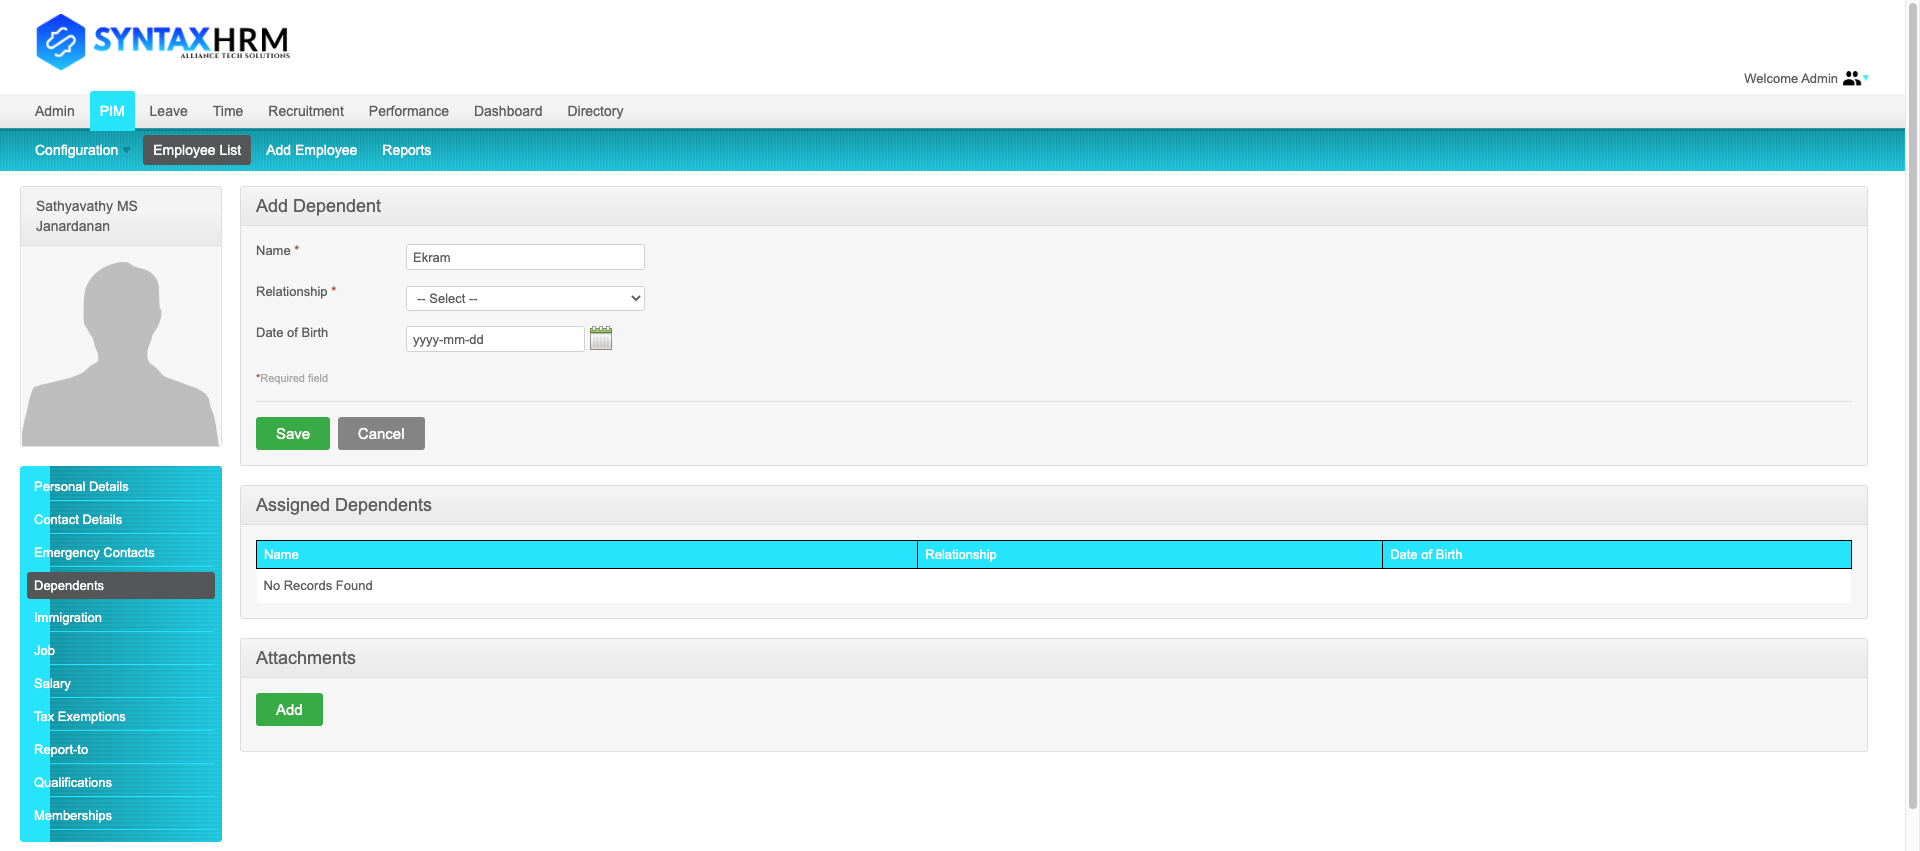 SYNTAXHRM
ALLIANCE TECH SOLUTIONS
Welcome Admin
Admin PIM Leave Time Recruitment Performance Dashboard Directory
Configuration Employee List Add Employee Reports
Sathyavathy MS
Janardanan
Personal Details
Contact Details
Emergency Contacts
Dependents
Immigration
Job
Salary
Tax Exemptions
Report-to
Qualifications
Memberships
Add Dependent
Name * Ekram
Relationship * -- Select --
Date of Birth yyyy-mm-dd
*Required field
Save Cancel
Assigned Dependents
Name Relationship Date of Birth
No Records Found
Attachments
Add